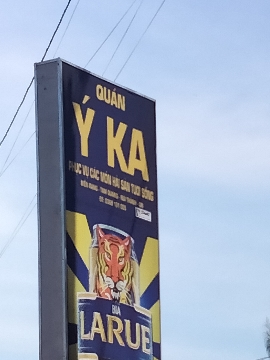 QUÁN
Ý KA
PHỤC VỤ CÁC MÓN HẢI SẢN TƯƠI SỐNG
BIA
LARUE